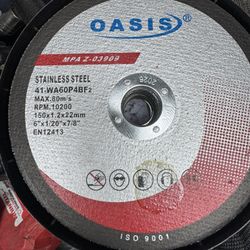 OASIS®
MPA Z-03909
STAINLESS STEEL
41-WA60P4BF2
MAX.80m/s
RPM.10200
150x1.2x22mm
6"x1/20"x7/8"
EN12413
ISO 9001